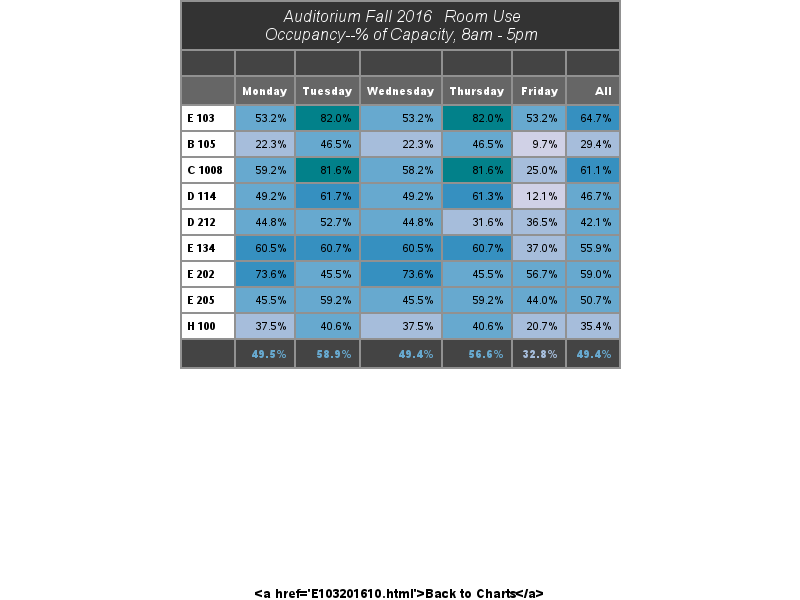 Auditorium Fall 2016   Room Use
Occupancy--% of Capacity, 8am - 5pm
Monday Tuesday Wednesday Thursday Friday All
E 103 53.2% 82.0% 53.2% 82.0% 53.2% 64.7%
B 105 22.3% 46.5% 22.3% 46.5% 9.7% 29.4%
C 1008 59.2% 81.6% 58.2% 81.6% 25.0% 61.1%
D 114 49.2% 61.7% 49.2% 61.3% 12.1% 46.7%
D 212 44.8% 52.7% 44.8% 31.6% 36.5% 42.1%
E 134 60.5% 60.7% 60.5% 60.7% 37.0% 55.9%
E 202 73.6% 45.5% 73.6% 45.5% 56.7% 59.0%
E 205 45.5% 59.2% 45.5% 59.2% 44.0% 50.7%
H 100 37.5% 40.6% 37.5% 40.6% 20.7% 35.4%
49.5% 58.9% 49.4% 56.6% 32.8% 49.4%
<a href='E103201610.html'>Back to Charts</a>